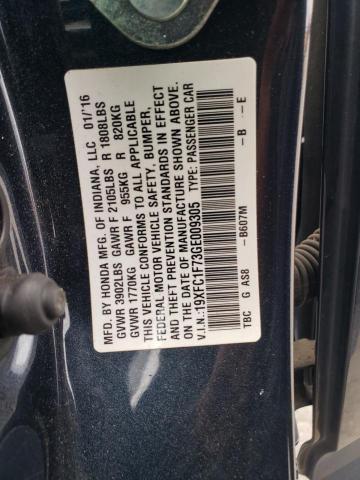 MFD. BY HONDA MFG. OF INDIANA, LLC 01/'16
GVWR 3902LBS GAWR F 2105LBS R 1808LBS
GVWR 1770KG GAWR F 955KG R 820KG
THIS VEHICLE CONFORMS TO ALL APPLICABLE
FEDERAL MOTOR VEHICLE SAFETY, BUMPER,
AND THEFT PREVENTION STANDARDS IN EFFECT
ON THE DATE OF MANUFACTURE SHOWN ABOVE.
V.I.N.:19XFC1F73GE009305 TYPE: PASSENGER CAR
TBC G AS8 -B607M -B E